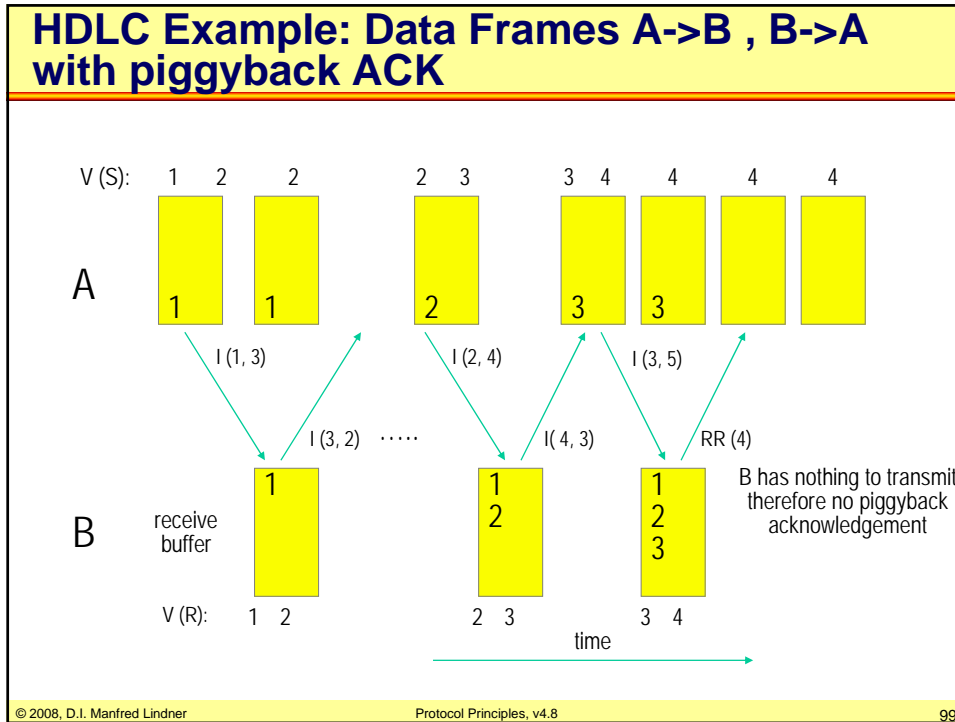 HDLC Example: Data Frames A->B , B->A
with piggyback ACK
V (S): 1 2 2 2 3 3 4 4 4 4
A
1 1 2 3 3
I (1, 3) I (2, 4) I (3, 5)
I (3, 2) ..... I( 4, 3) RR (4)
B
receive
buffer
1
1
2
1
2
3
B has nothing to transmit
therefore no piggyback
acknowledgement
V (R): 1 2 2 3 3 4
time
© 2008, D.I. Manfred Lindner Protocol Principles, v4.8 99